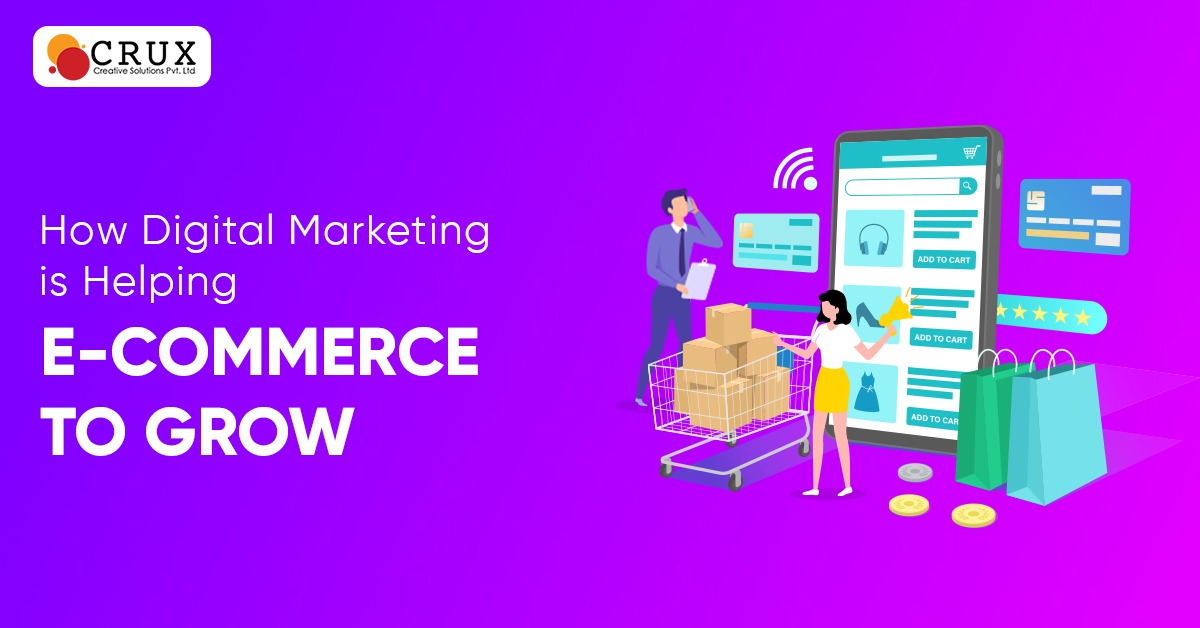 CRUX
Creative Solutions Pvt. Ltd
How Digital Marketing
is Helping
E-COMMERCE
TO GROW
ADD TO CART
ADD TO CART
ADD TO CART